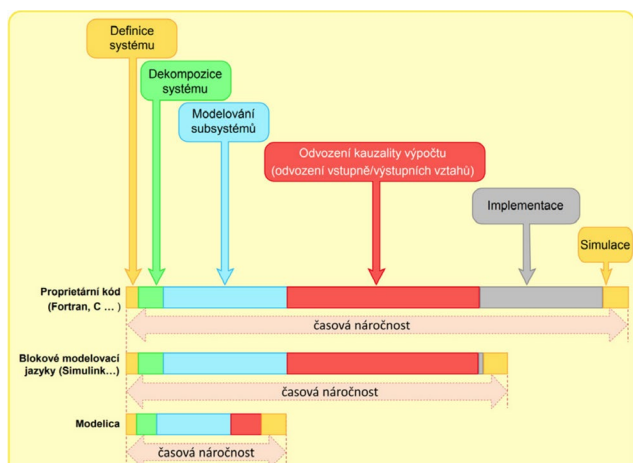 Definice
systému
Dekompozice
systému
Modelování
subsystémů
Odvození kauzality výpočtu
(odvození vstupně/výstupních vztahů)
Implementace
Simulace
Proprietární kód
(Fortran, C ... )
časová náročnost
Blokové modelovací
jazyky (Simulink...)
časová náročnost
Modelica
časová náročnost